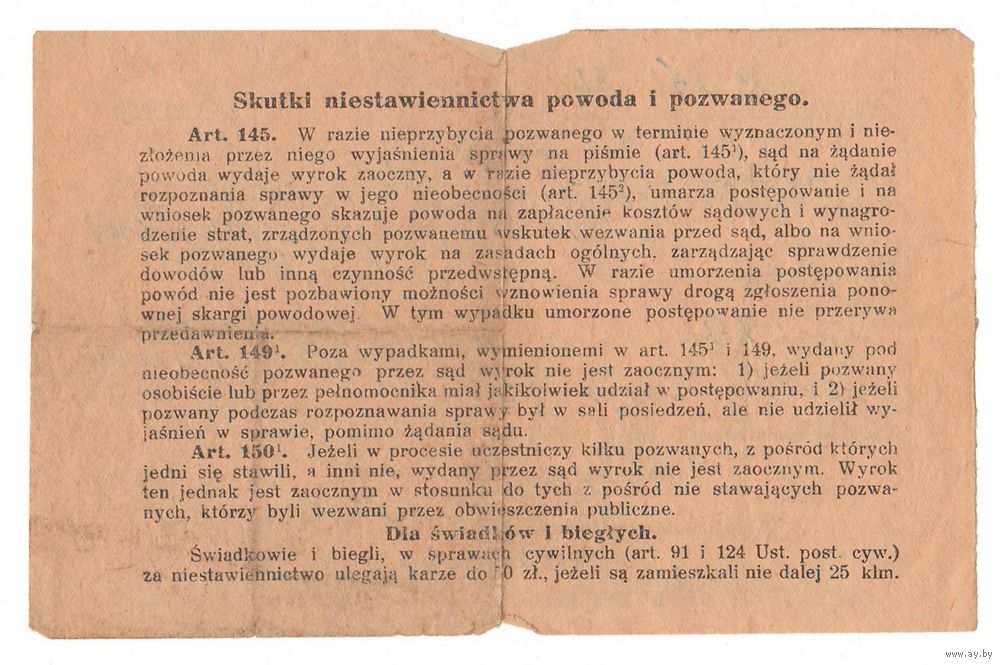 Skutki niestawiennictwa powoda i pozwanego.
Art. 145. W razie nieprzybycia pozwanego w terminie wyznaczonym i nie-
złożenia przez niego wyjaśnienia sprawy na piśmie (art. 145¹), sąd na żądanie
powoda wydaje wyrok zaoczny, a w razie nieprzybycia powoda, który nie żądał
rozpoznania sprawy w jego nieobecności (art. 145²), umarza postępowanie i na
wniosek pozwanego skazuje powoda na zapłacenie kosztów sądowych i wynagro-
dzenie strat, zrządzonych pozwanemu wskutek wezwania przed sąd, albo na wnio-
sek pozwanego wydaje wyrok na zasadach ogólnych, zarządzając sprawdzenie
dowodów lub inną czynność przedwstępną. W razie umorzenia postępowania
powód nie jest pozbawiony możności wznowienia sprawy drogą zgłoszenia pono-
wnej skargi powodowej. W tym wypadku umorzone postępowanie nie przerywa
przedawnienia.
Art. 149¹. Poza wypadkami, wymienionemi w art. 145¹ i 149, wydany pod
nieobecność pozwanego przez sąd wyrok nie jest zaocznym: 1) jeżeli pozwany
osobiście lub przez pełnomocnika miał jakikolwiek udział w postępowaniu, i 2) jeżeli
pozwany podczas rozpoznawania sprawy był w sali posiedzeń, ale nie udzielił wy-
jaśnień w sprawie, pomimo żądania sądu.
Art. 150¹. Jeżeli w procesie uczestniczy kilku pozwanych, z pośród których
jedni się stawili, a inni nie, wydany przez sąd wyrok nie jest zaocznym. Wyrok
ten jednak jest zaocznym w stosunku do tych z pośród nie stawających pozwa-
nych, którzy byli wezwani przez obwieszczenia publiczne.
Dla świadków i biegłych.
Świadkowie i biegli, w sprawach cywilnych (art. 91 i 124 Ust. post. cyw.)
za niestawiennictwo ulegają karze do zł., jeżeli są zamieszkali nie dalej 25 klm.
www.ay.by